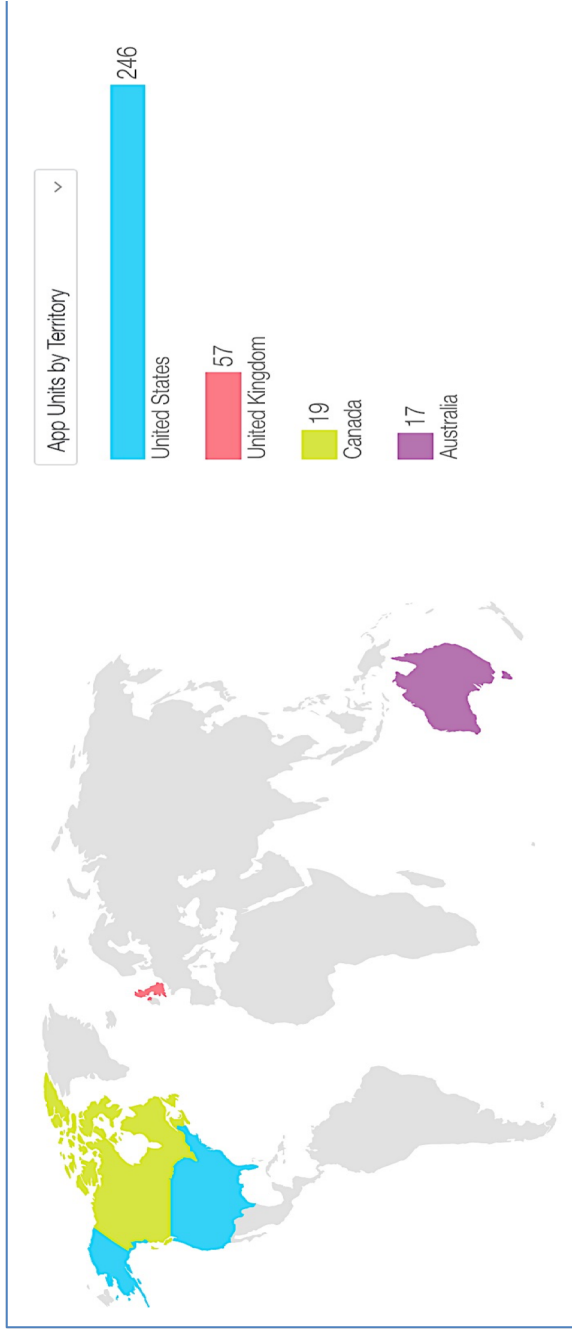 App Units by Territory
246
United States
57
United Kingdom
19
Canada
17
Australia